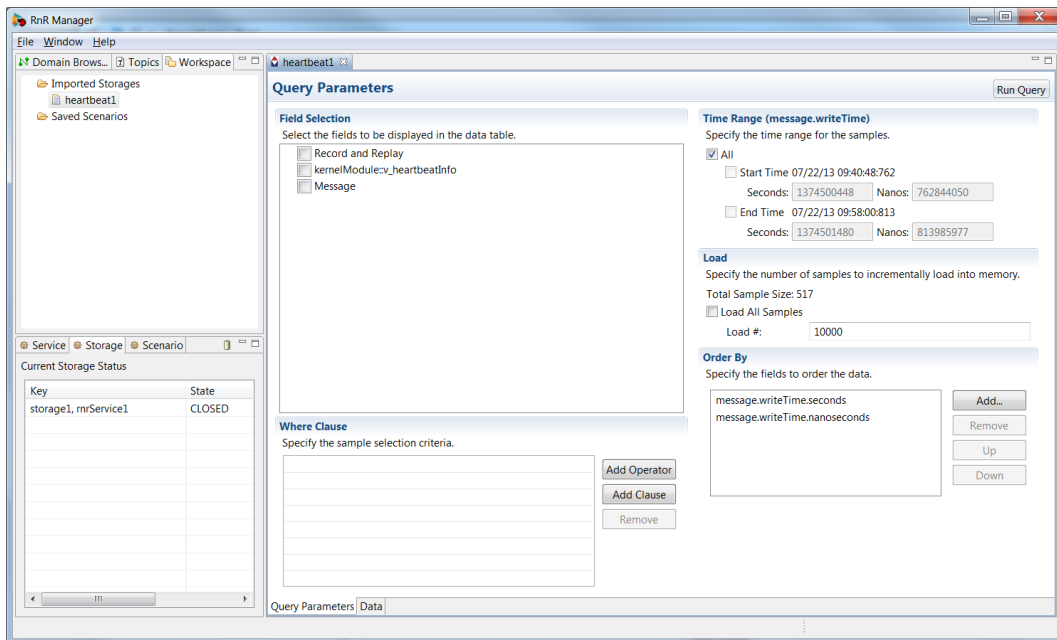 RnR Manager
File Window Help
Domain Brows... Topics Workspace
Imported Storages
heartbeat1
Saved Scenarios
Service Storage Scenario
Current Storage Status
Key State
storage1, rnrService1 CLOSED
heartbeat1
Query Parameters
Run Query
Field Selection
Select the fields to be displayed in the data table.
Record and Replay
kernelModule::v_heartbeatInfo
Message
Where Clause
Specify the sample selection criteria.
Add Operator
Add Clause
Remove
Time Range (message.writeTime)
Specify the time range for the samples.
All
Start Time 07/22/13 09:40:48:762
Seconds: 1374500448 Nanos: 762844050
End Time 07/22/13 09:58:00:813
Seconds: 1374501480 Nanos: 813985977
Load
Specify the number of samples to incrementally load into memory.
Total Sample Size: 517
Load All Samples
Load #: 10000
Order By
Specify the fields to order the data.
message.writeTime.seconds
message.writeTime.nanoseconds
Add...
Remove
Up
Down
Query Parameters Data